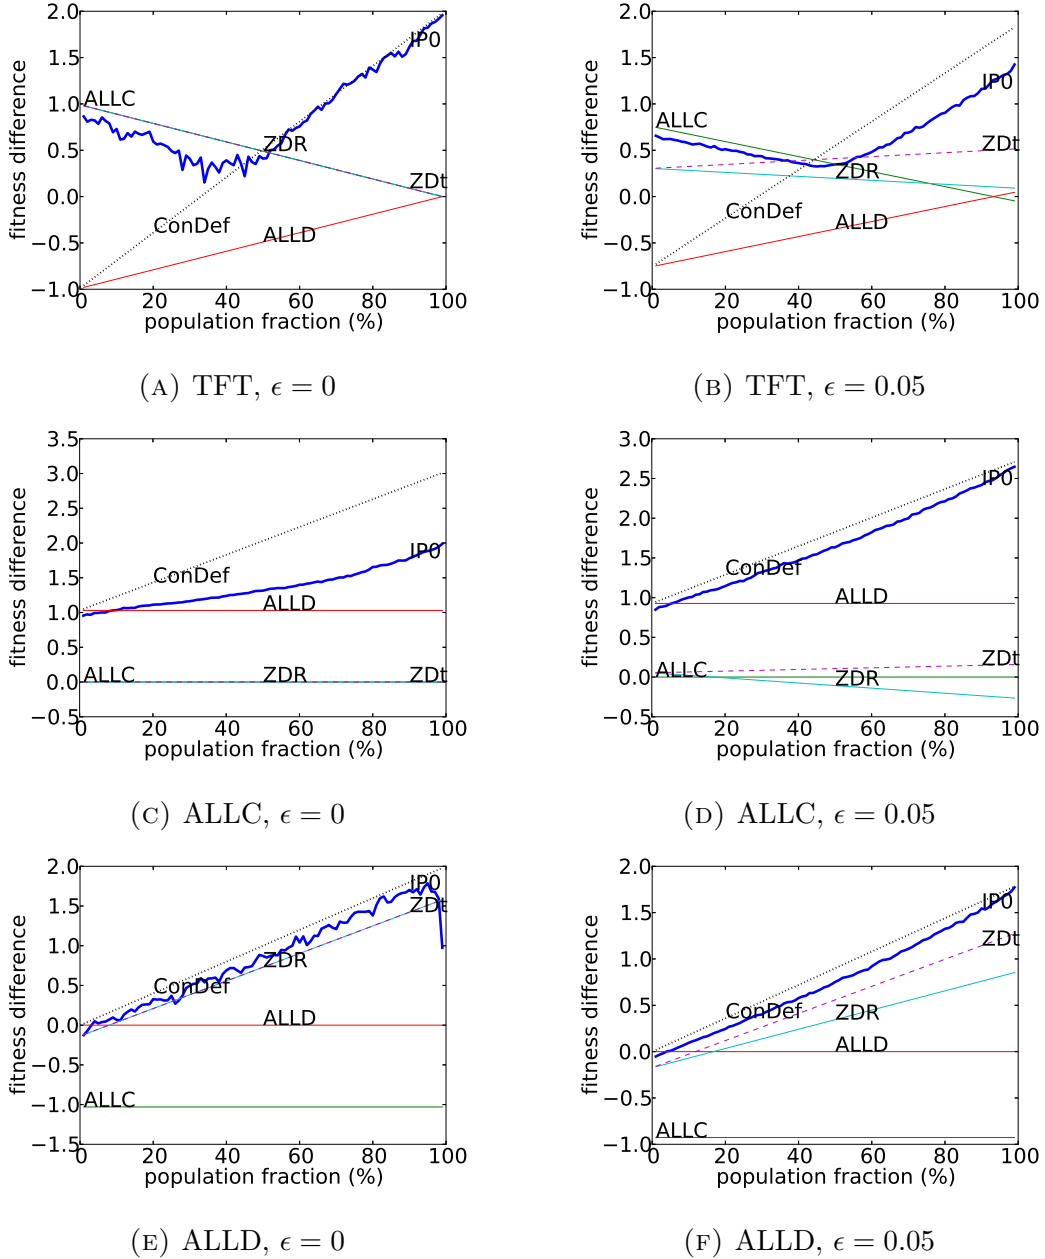 fitness difference
2.0
1.5
1.0
0.5
0.0
−0.5
−1.0
0
20
40
60
80
100
population fraction (%)
ALLC
ZDR
IP0
ZDt
ConDef
ALLD
(A) TFT, ϵ = 0
fitness difference
2.0
1.5
1.0
0.5
0.0
−0.5
−1.0
0
20
40
60
80
100
population fraction (%)
ALLC
IP0
ZDt
ZDR
ConDef
ALLD
(B) TFT, ϵ = 0.05
fitness difference
3.5
3.0
2.5
2.0
1.5
1.0
0.5
0.0
−0.5
0
20
40
60
80
100
population fraction (%)
IP0
ConDef
ALLD
ALLC
ZDR
ZDt
(C) ALLC, ϵ = 0
fitness difference
3.0
2.5
2.0
1.5
1.0
0.5
0.0
−0.5
0
20
40
60
80
100
population fraction (%)
IP0
ConDef
ALLD
ZDt
ALLC
ZDR
(D) ALLC, ϵ = 0.05
fitness difference
2.0
1.5
1.0
0.5
0.0
−0.5
−1.0
−1.5
0
20
40
60
80
100
population fraction (%)
IP0
ZDt
ZDR
ConDef
ALLD
ALLC
(E) ALLD, ϵ = 0
fitness difference
2.0
1.5
1.0
0.5
0.0
−0.5
−1.0
0
20
40
60
80
100
population fraction (%)
IP0
ZDt
ConDef
ZDR
ALLD
ALLC
(F) ALLD, ϵ = 0.05